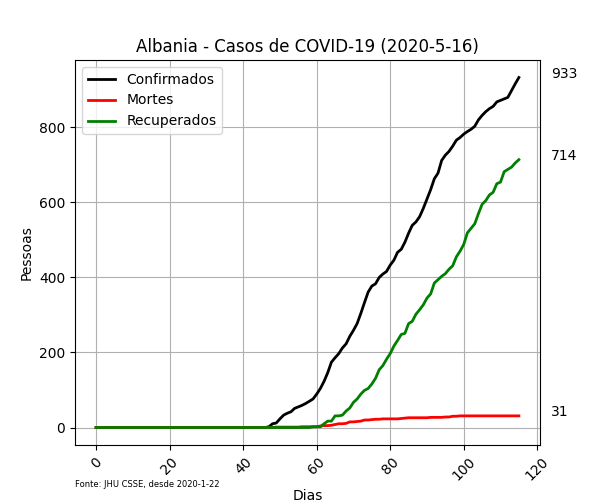 Albania - Casos de COVID-19 (2020-5-16)
Confirmados
Mortes
Recuperados
933
714
31
Pessoas
800
600
400
200
0
0
20
40
60
80
100
120
Fonte: JHU CSSE, desde 2020-1-22
Dias